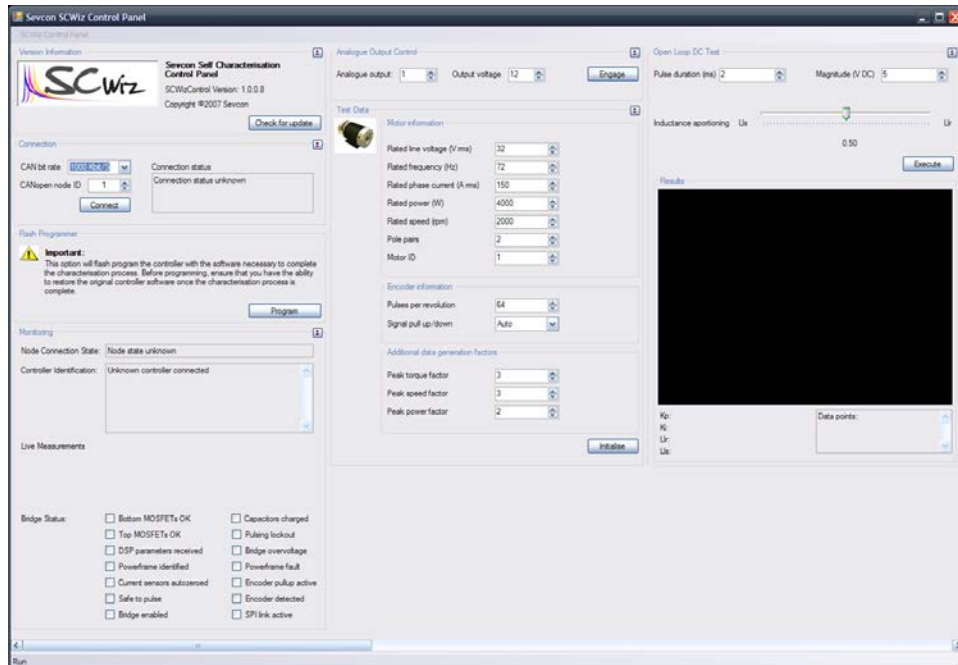 Sevcon SCWiz Control Panel
SCWiz Control Panel
Version Information
SCWiz
Sevcon Self Characterisation
Control Panel
SCWizControl Version: 1.0.0.8
Copyright ©2007 Sevcon
Check for update
Connection
CAN bit rate 1000 Kbit/S
CANopen node ID 1
Connect
Connection status
Connection status unknown
Flash Programmer
Important:
This option will flash program the controller with the software necessary to complete
the characterisation process. Before programming, ensure that you have the ability
to restore the original controller software once the characterisation process is
complete.
Program
Monitoring
Node Connection State: Node state unknown
Controller Identification: Unknown controller connected
Live Measurements
Bridge Status:
Bottom MOSFETs OK
Top MOSFETs OK
DSP parameters received
Powerframe identified
Current sensors autozeroed
Safe to pulse
Bridge enabled
Capacitors charged
Pulsing lockout
Bridge overvoltage
Powerframe fault
Encoder pullup active
Encoder detected
SPI link active
Analogue Output Control
Analogue output: 1 Output voltage 12 Engage
Test Data
Motor information
Rated line voltage (V rms) 32
Rated frequency (Hz) 72
Rated phase current (A rms) 150
Rated power (W) 4000
Rated speed (rpm) 2000
Pole pairs 2
Motor ID 1
Encoder information
Pulses per revolution 64
Signal pull up/down Auto
Additional data generation factors
Peak torque factor 3
Peak speed factor 3
Peak power factor 2
Initialise
Open Loop DC Test
Pulse duration (ms) 2 Magnitude (V DC) 5
Inductance aportioning Lls Llr
0.50
Execute
Results
Kp:
Ki:
Llr:
Lls:
Data points:
Run